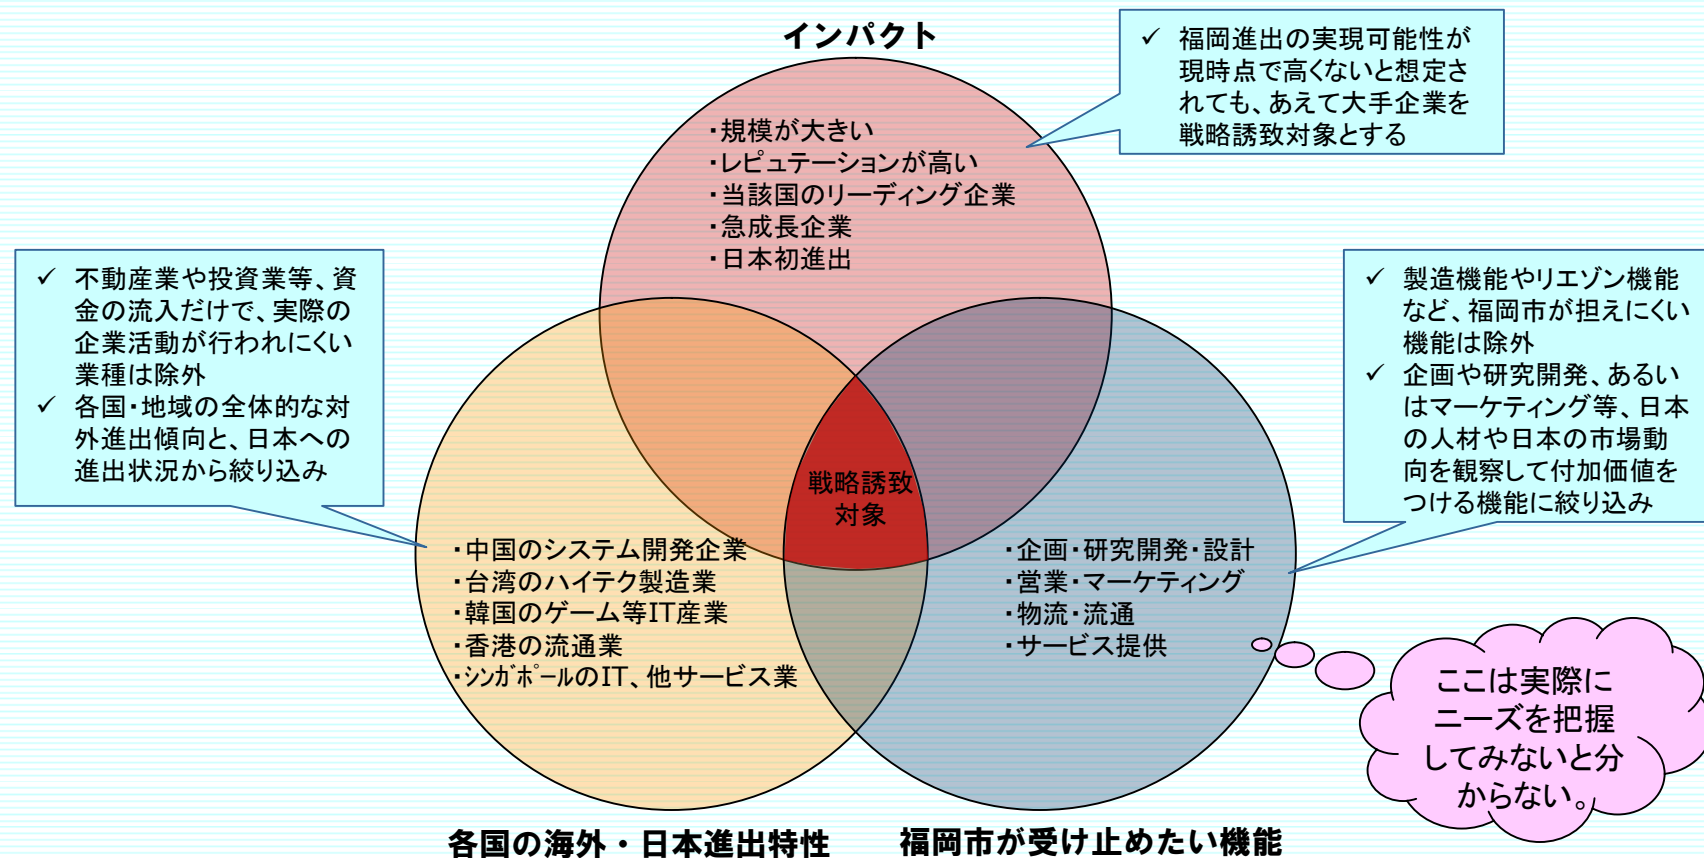 インパクト
✓ 福岡進出の実現可能性が
現時点で高くないと想定さ
れても、あえて大手企業を
戦略誘致対象とする
・規模が大きい
・レピュテーションが高い
・当該国のリーディング企業
・急成長企業
・日本初進出
✓ 不動産業や投資業等、資
金の流入だけで、実際の
企業活動が行われにくい
業種は除外
✓ 各国・地域の全体的な対
外進出傾向と、日本への
進出状況から絞り込み
✓ 製造機能やリエゾン機能
など、福岡市が担えにくい
機能は除外
✓ 企画や研究開発、あるい
はマーケティング等、日本
の人材や日本の市場動
向を観察して付加価値を
つける機能に絞り込み
戦略誘致
対象
・中国のシステム開発企業
・台湾のハイテク製造業
・韓国のゲーム等IT産業
・香港の流通業
・ｼﾝｶﾞﾎﾟｰﾙのIT、他サービス業
・企画・研究開発・設計
・営業・マーケティング
・物流・流通
・サービス提供
ここは実際に
ニーズを把握
してみないと分
からない。
各国の海外・日本進出特性
福岡市が受け止めたい機能